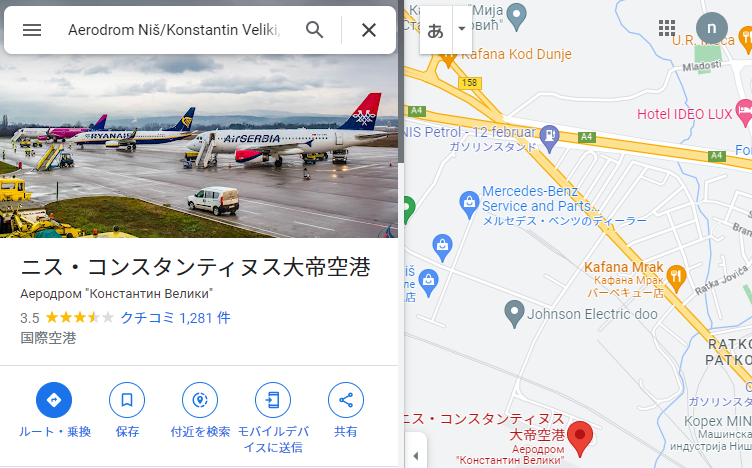 Aerodrom Niš/Konstantin Veliki,
RYANAIR
AirSERBIA
ニス・コンスタンティヌス大帝空港
Аеродром "Константин Велики"
3.5
クチコミ 1,281 件
国際空港
ルート・乗換
保存
付近を検索
モバイルデバ
イスに送信
共有
あ
n
"Мија
Kafana Kod Dunje
U.R.
158
Mladosti
A4
Hotel IDEO LUX
NIS Petrol - 12 februar
ガソリンスタンド
A4
A4
Mercedes-Benz
Service and Parts...
メルセデス・ベンツのディーラー
Kafana Mrak
Кафана Мрак
バーベキュー店
Ratka Jovića
Johnson Electric doo
RATKO
РАТКО
ガソリンス
ニス・コンスタンティヌス
大帝空港
Аеродром
"Константин Велики"
Kopex MIN
Машинска
индустрија Ниш